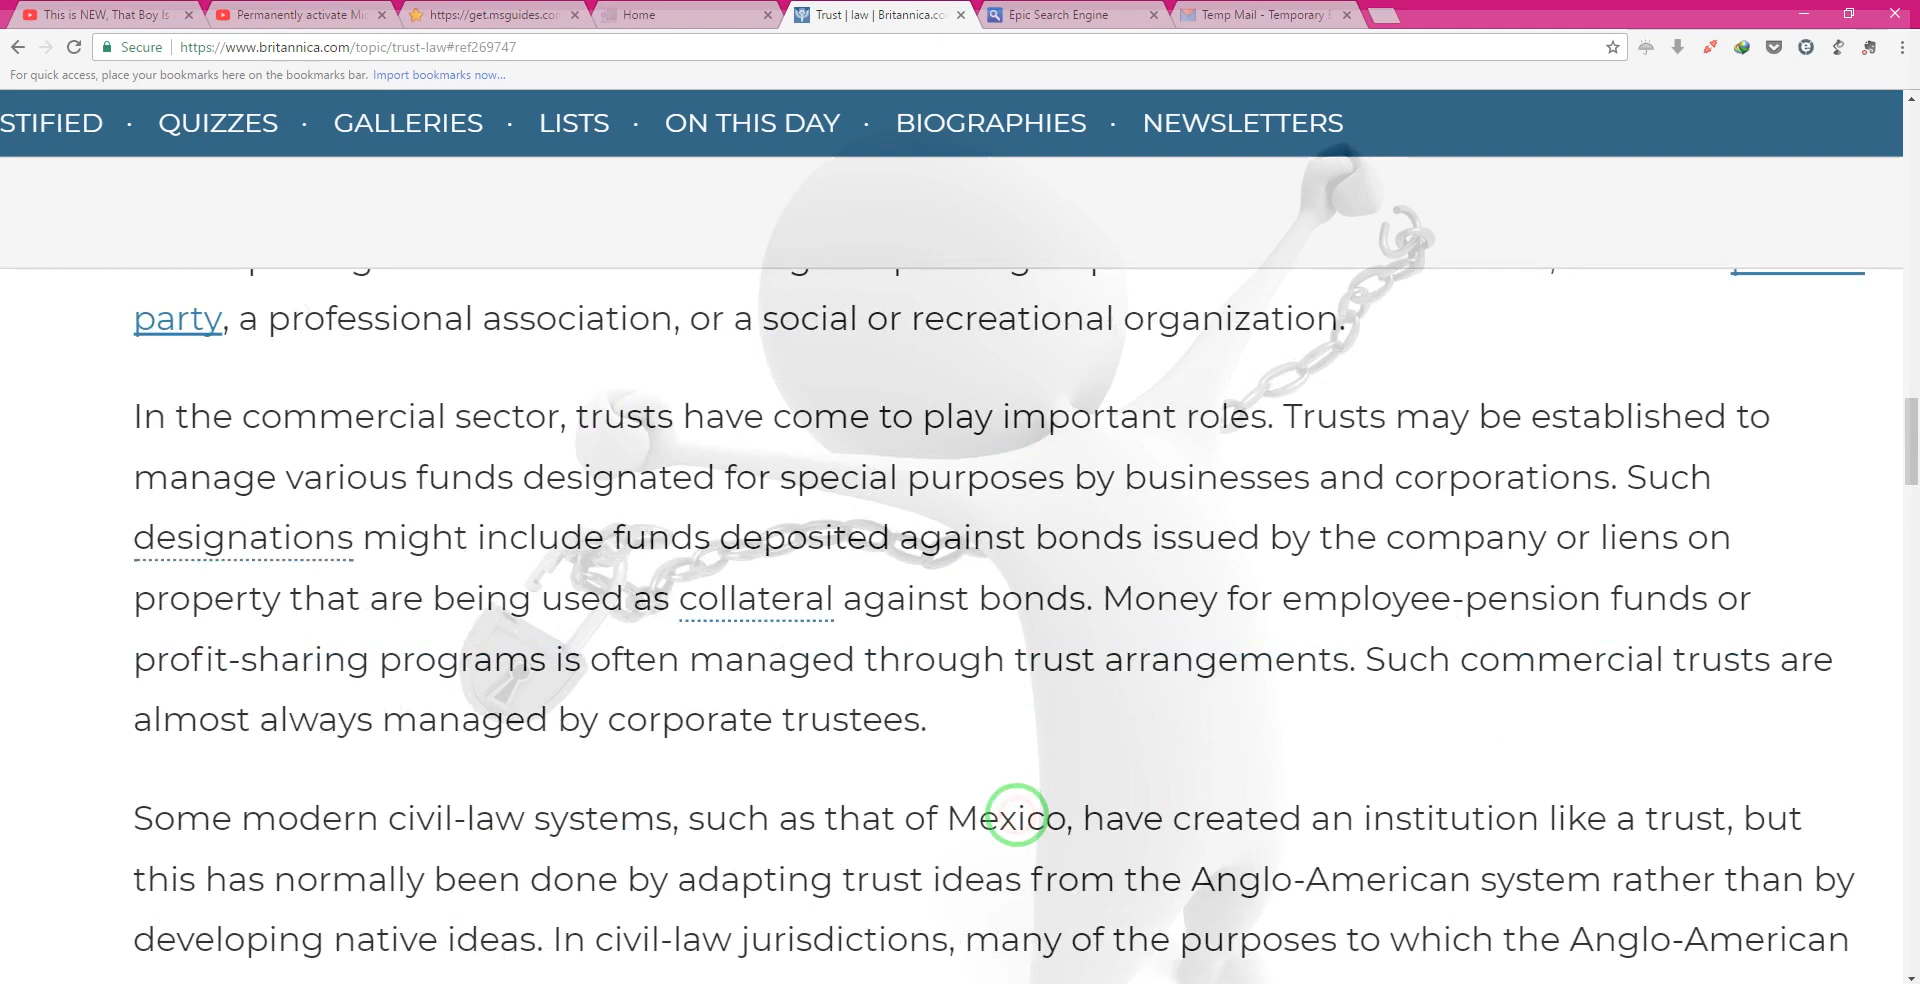 This is NEW, That Boy Is
Permanently activate Mi
https://get.msguides.co
Home
Trust | law | Britannica.co
Epic Search Engine
Temp Mail - Temporary E
Secure
https://www.britannica.com/topic/trust-law#ref269747
For quick access, place your bookmarks here on the bookmarks bar. Import bookmarks now...
STIFIED · QUIZZES · GALLERIES · LISTS · ON THIS DAY · BIOGRAPHIES · NEWSLETTERS
party, a professional association, or a social or recreational organization.
In the commercial sector, trusts have come to play important roles. Trusts may be established to
manage various funds designated for special purposes by businesses and corporations. Such
designations might include funds deposited against bonds issued by the company or liens on
property that are being used as collateral against bonds. Money for employee-pension funds or
profit-sharing programs is often managed through trust arrangements. Such commercial trusts are
almost always managed by corporate trustees.
Some modern civil-law systems, such as that of Mexico, have created an institution like a trust, but
this has normally been done by adapting trust ideas from the Anglo-American system rather than by
developing native ideas. In civil-law jurisdictions, many of the purposes to which the Anglo-American